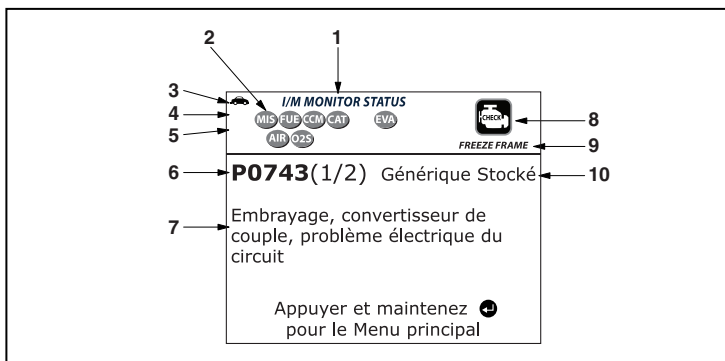 2 1
3 I/M MONITOR STATUS
4 MIS FUE CCM CAT EVA CHECK 8
5 AIR O2S FREEZE FRAME 9
6 P0743(1/2) Générique Stocké 10
7 Embrayage, convertisseur de
couple, problème électrique du
circuit
Appuyer et maintenez
pour le Menu principal